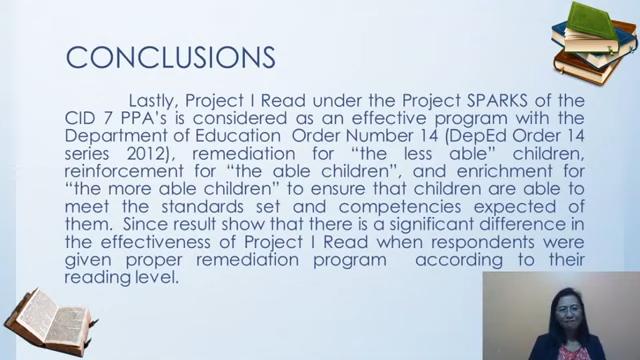 CONCLUSIONS
Lastly, Project I Read under the Project SPARKS of the
CID 7 PPA's is considered as an effective program with the
Department of Education Order Number 14 (DepEd Order 14
series 2012), remediation for "the less able" children,
reinforcement for "the able children", and enrichment for
"the more able children" to ensure that children are able to
meet the standards set and competencies expected of
them. Since result show that there is a significant difference in
the effectiveness of Project I Read when respondents were
given proper remediation program according to their
reading level.